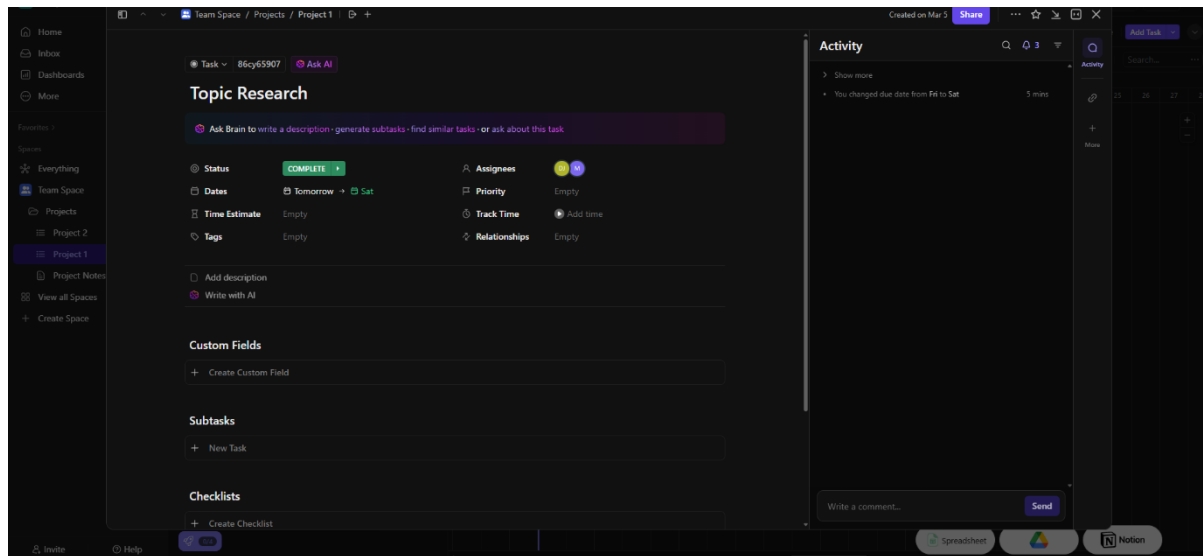 Team Space / Projects / Project 1
Created on Mar 5
Share
Add Task
Home
Inbox
Dashboards
More
Favorites
Spaces
Everything
Team Space
Projects
Project 2
Project 1
Project Notes
View all Spaces
Create Space
Invite
Help
Task
86cy65907
Ask AI
Topic Research
Ask Brain to write a description · generate subtasks · find similar tasks · or ask about this task
Status COMPLETE Assignees
Dates Tomorrow → Sat Priority Empty
Time Estimate Empty Track Time Add time
Tags Empty Relationships Empty
Add description
Write with AI
Custom Fields
+ Create Custom Field
Subtasks
+ New Task
Checklists
+ Create Checklist
Activity
3
Show more
You changed due date from Fri to Sat 5 mins
Write a comment...
Send
Activity
More
Search...
25 26 27
Spreadsheet
Notion